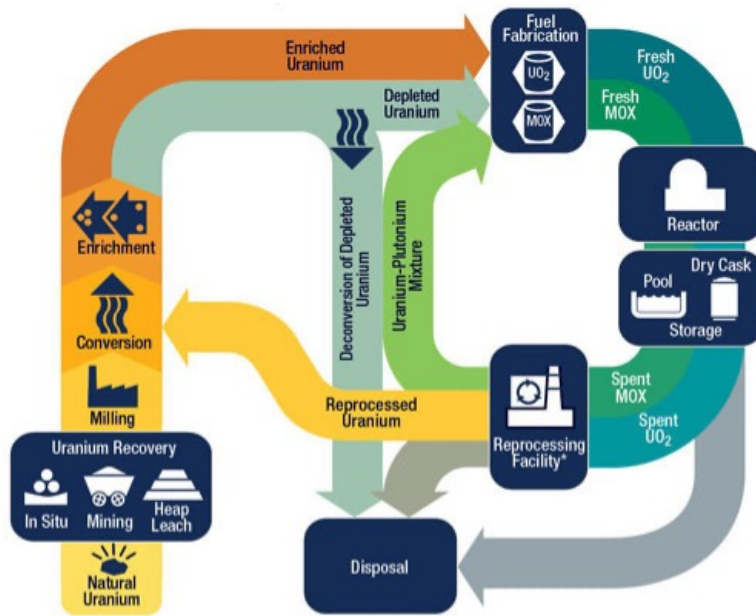 Enriched
Uranium
Fuel
Fabrication
UO₂
MOX
Fresh
UO₂
Fresh
MOX
Depleted
Uranium
Reactor
Pool
Dry Cask
Storage
Enrichment
Deconversion of Depleted
Uranium
Uranium-Plutonium
Mixture
Conversion
Milling
Reprocessed
Uranium
Reprocessing
Facility*
Spent
MOX
Spent
UO₂
Uranium Recovery
In Situ
Mining
Heap
Leach
Natural
Uranium
Disposal